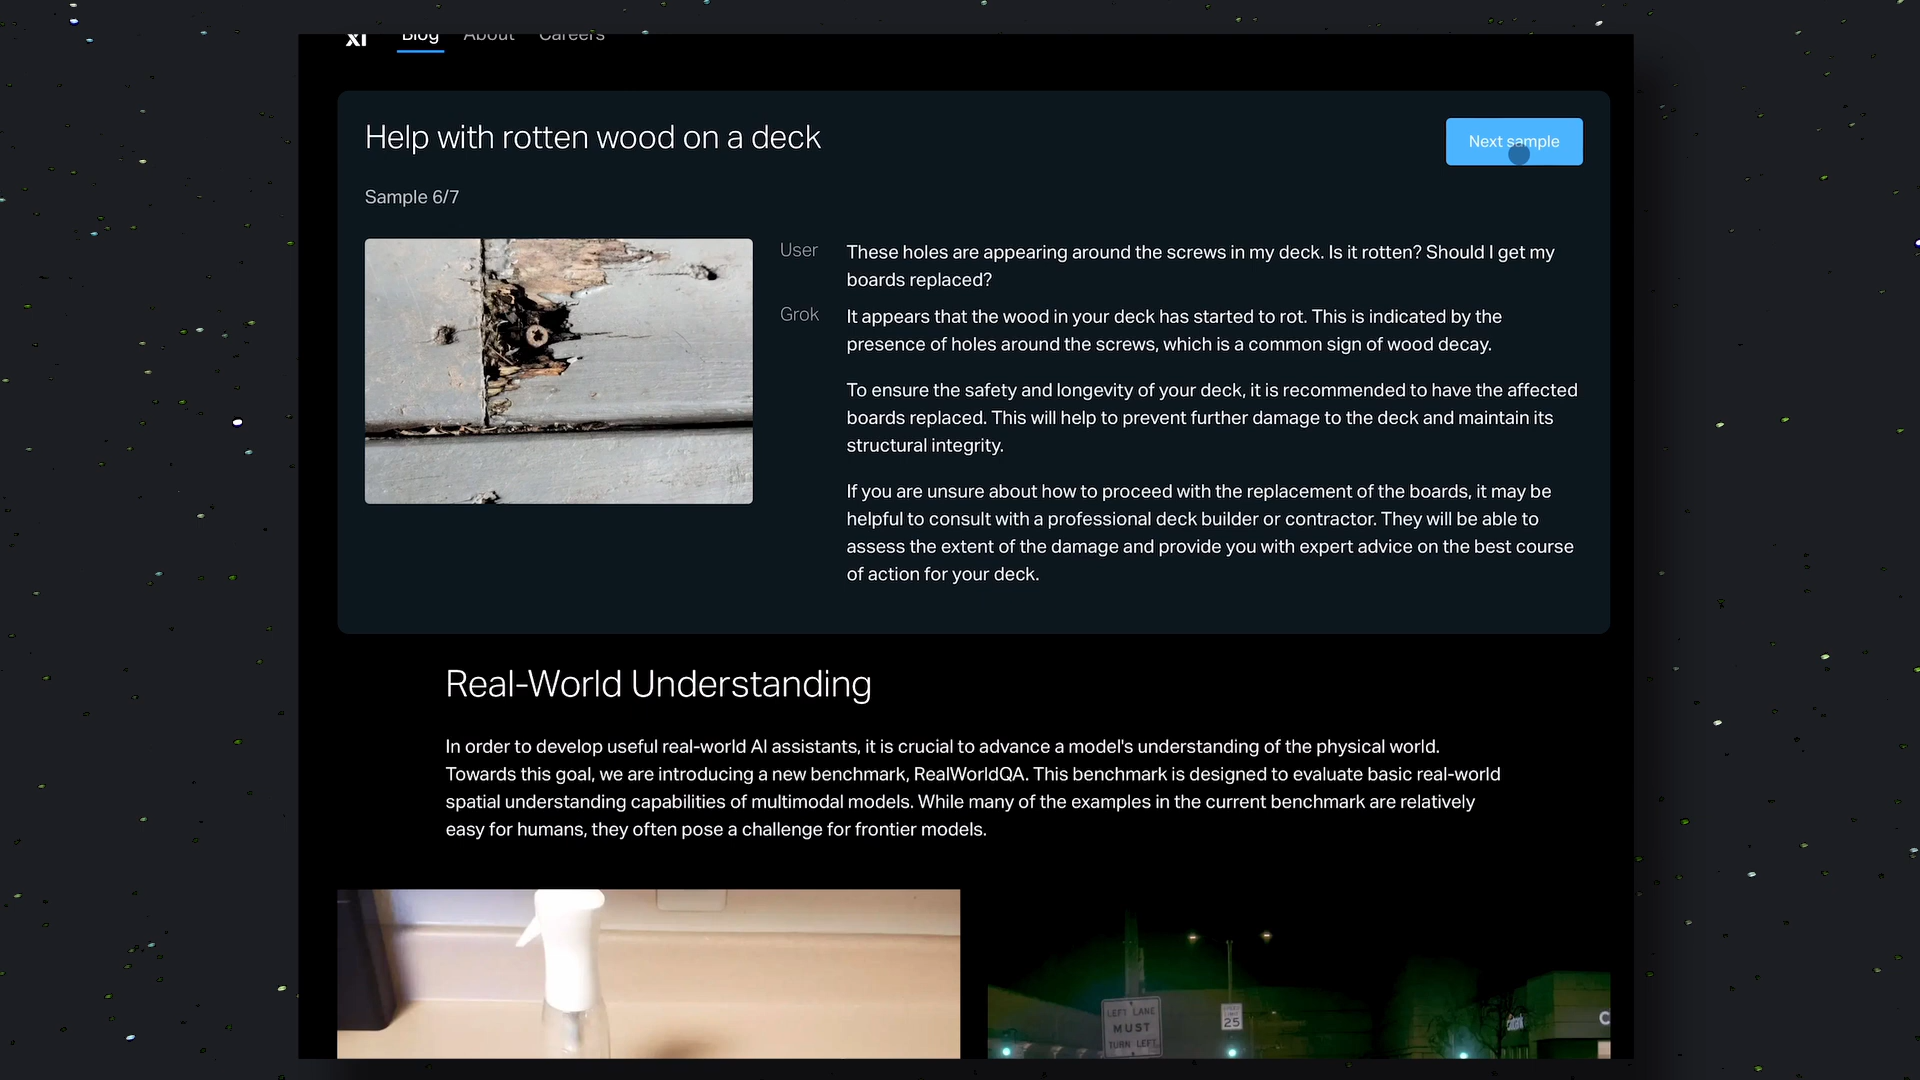 xI Blog About Careers
Help with rotten wood on a deck
Next sample
Sample 6/7
User
These holes are appearing around the screws in my deck. Is it rotten? Should I get my
boards replaced?
Grok
It appears that the wood in your deck has started to rot. This is indicated by the
presence of holes around the screws, which is a common sign of wood decay.
To ensure the safety and longevity of your deck, it is recommended to have the affected
boards replaced. This will help to prevent further damage to the deck and maintain its
structural integrity.
If you are unsure about how to proceed with the replacement of the boards, it may be
helpful to consult with a professional deck builder or contractor. They will be able to
assess the extent of the damage and provide you with expert advice on the best course
of action for your deck.
Real-World Understanding
In order to develop useful real-world AI assistants, it is crucial to advance a model's understanding of the physical world.
Towards this goal, we are introducing a new benchmark, RealWorldQA. This benchmark is designed to evaluate basic real-world
spatial understanding capabilities of multimodal models. While many of the examples in the current benchmark are relatively
easy for humans, they often pose a challenge for frontier models.
LEFT LANE
MUST
TURN LEFT
SPEED
LIMIT
25